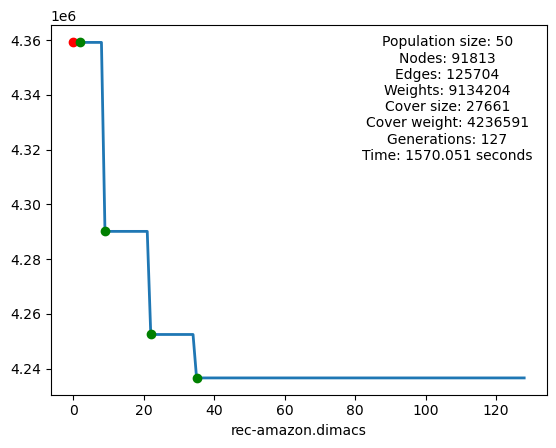 1e6
4.36
4.34
4.32
4.30
4.28
4.26
4.24
Population size: 50
Nodes: 91813
Edges: 125704
Weights: 9134204
Cover size: 27661
Cover weight: 4236591
Generations: 127
Time: 1570.051 seconds
0 20 40 60 80 100 120
rec-amazon.dimacs